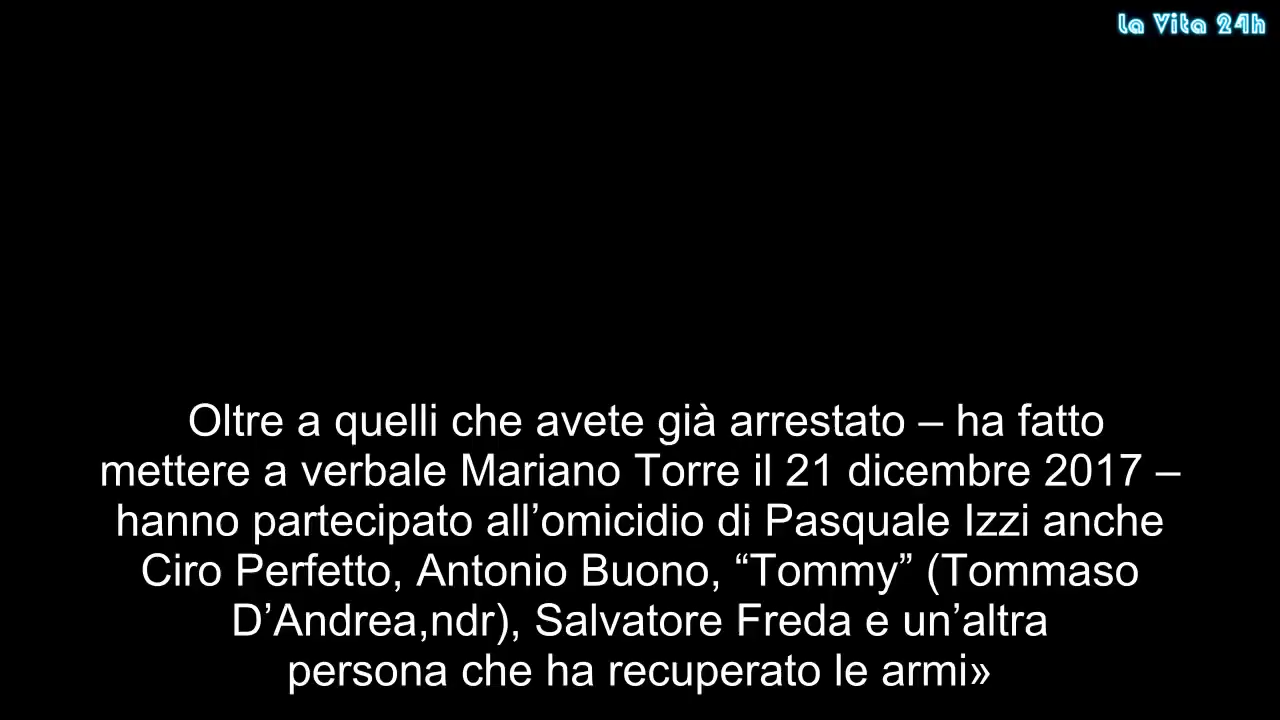 la Vita 24h
Oltre a quelli che avete già arrestato – ha fatto
mettere a verbale Mariano Torre il 21 dicembre 2017 –
hanno partecipato all’omicidio di Pasquale Izzi anche
Ciro Perfetto, Antonio Buono, “Tommy” (Tommaso
D’Andrea,ndr), Salvatore Freda e un’altra
persona che ha recuperato le armi»